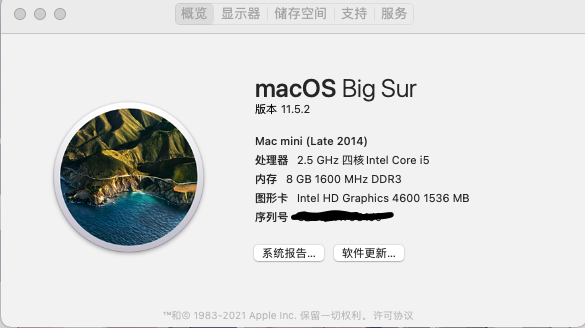 概览 显示器 储存空间 支持 服务
macOS Big Sur
版本 11.5.2
Mac mini (Late 2014)
处理器 2.5 GHz 四核Intel Core i5
内存 8 GB 1600 MHz DDR3
图形卡 Intel HD Graphics 4600 1536 MB
序列号
系统报告... 软件更新...
™和© 1983-2021 Apple Inc. 保留一切权利。许可协议